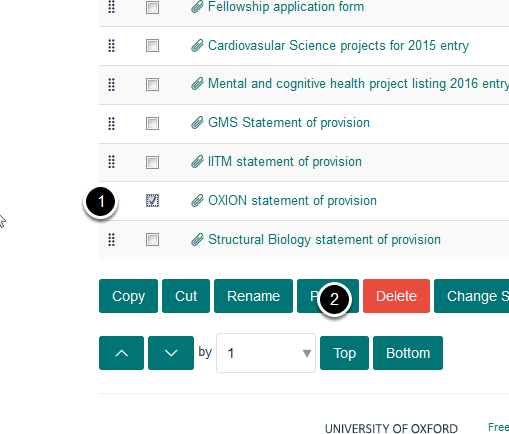 Fellowship application form
Cardiovascular Science projects for 2015 entry
Mental and cognitive health project listing 2016 entry
GMS Statement of provision
IITM statement of provision
1 OXION statement of provision
Structural Biology statement of provision
Copy Cut Rename 2 Delete Change
by 1 Top Bottom
UNIVERSITY OF OXFORD Free